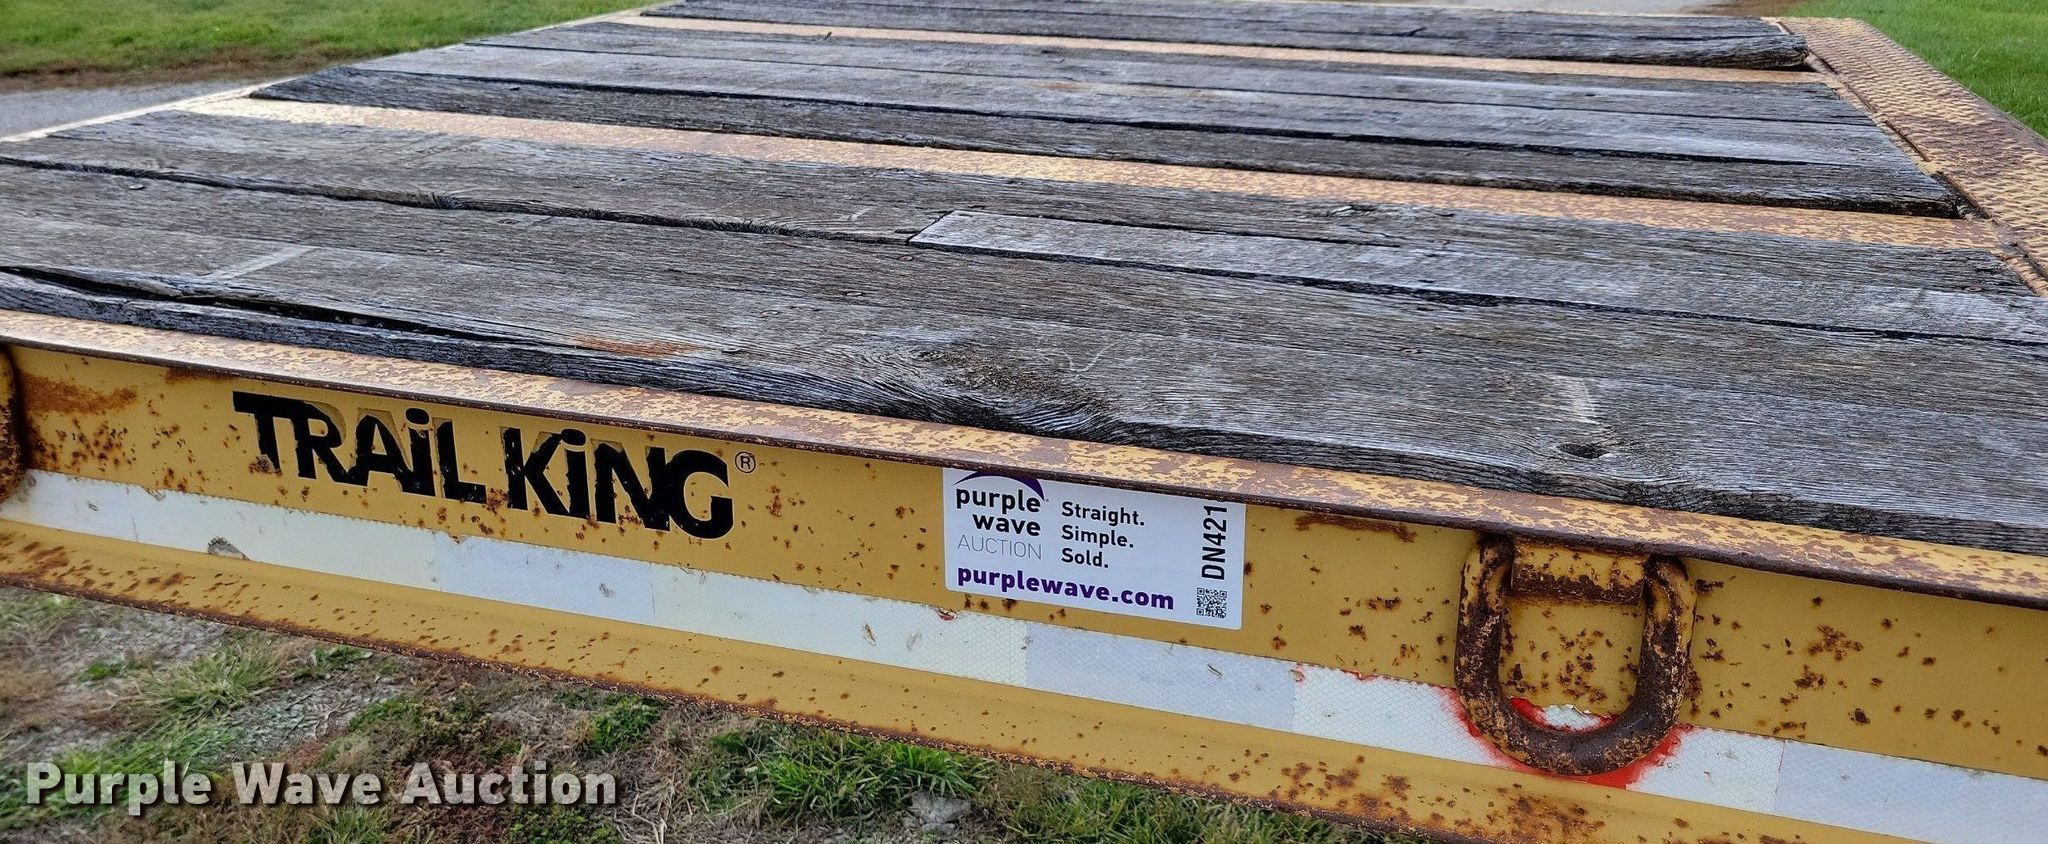 TRAiL KiNG®
purple
wave
AUCTION
Straight.
Simple.
Sold.
purplewave.com
DN421
Purple Wave Auction